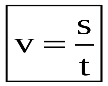 v = s/t